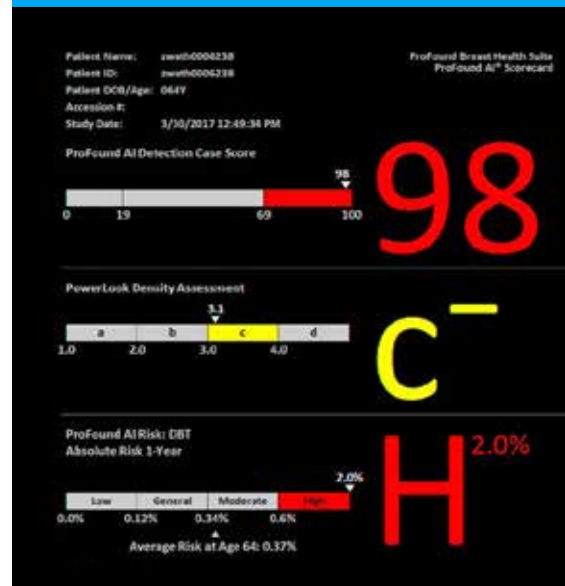 Patient Name: zwoth0006238
ProFound Breast Health Suite
Patient ID: zwoth0006238
ProFound AI® Scorecard
Patient DOB/Age: 064Y
Accession #:
Study Date: 3/30/2017 12:49:34 PM
ProFound AI Detection Case Score
98
98
0 19 69 100
PowerLook Density Assessment
3.1
a b c d
1.0 2.0 3.0 4.0
c-
ProFound AI Risk: DBT
Absolute Risk 1-Year
H 2.0%
2.0%
Low General Moderate High
0.0% 0.12% 0.34% 0.6%
Average Risk at Age 64: 0.37%